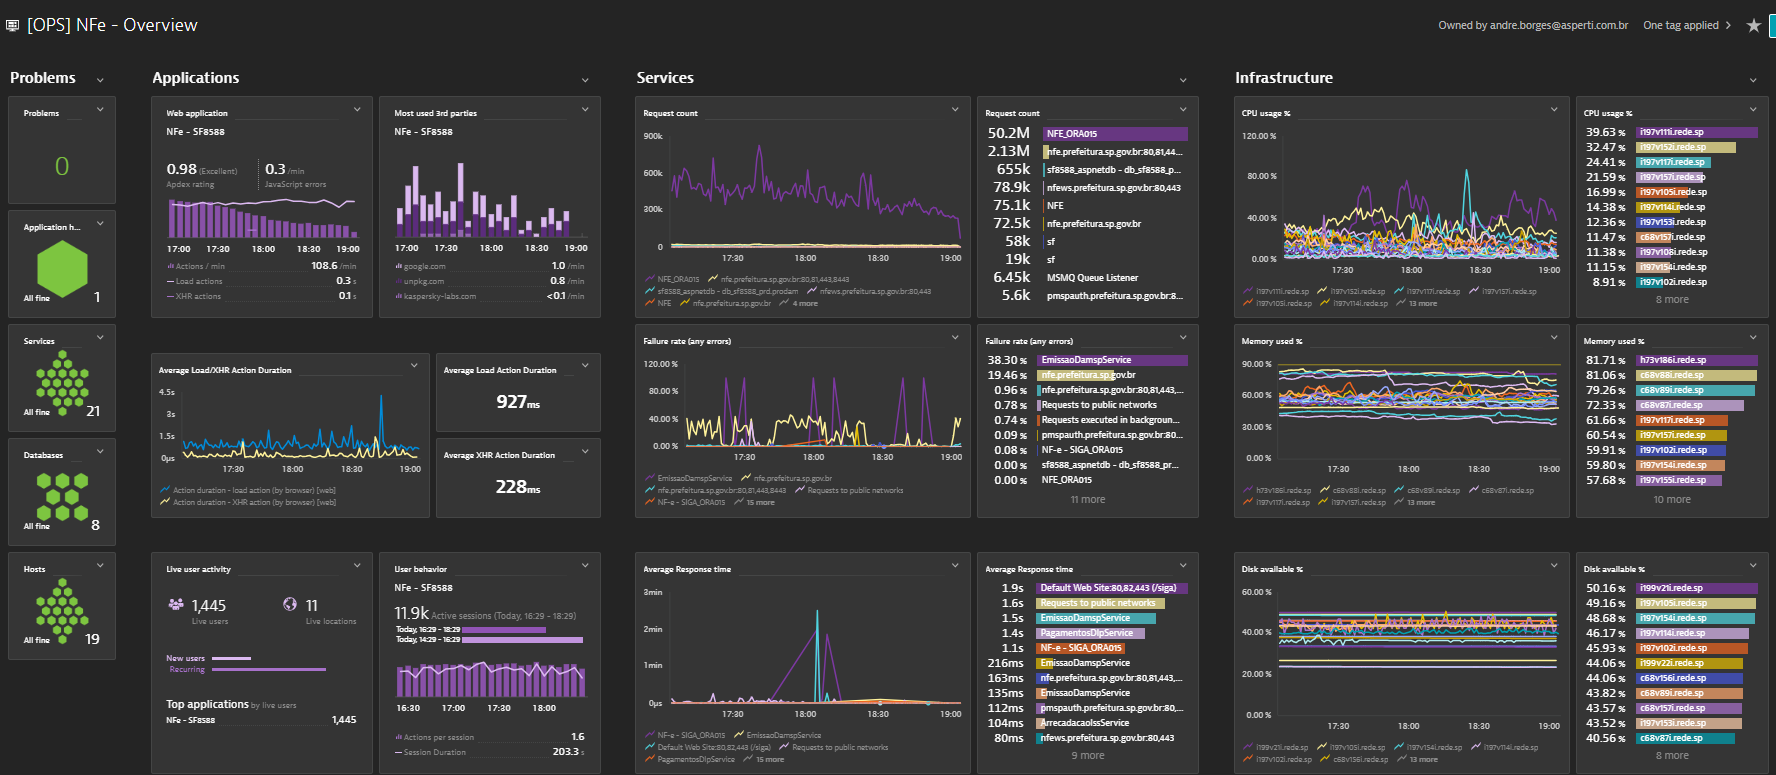 [OPS] NFe - Overview
Owned by andre.borges@asperti.com.br
One tag applied
Problems
Applications
Services
Infrastructure
Problems
0
Application h...
All fine
1
Services
All fine
21
Databases
All fine
8
Hosts
All fine
19
Web application
NFe - SF8588
0.98 (Excellent)
Apdex rating
0.3 /min
JavaScript errors
17:00 17:30 18:00 18:30 19:00
Actions / min 108.6 /min
Load actions 0.3 s
XHR actions 0.1 s
Most used 3rd parties
NFe - SF8588
17:00 17:30 18:00 18:30 19:00
google.com 1.0 /min
unpkg.com 0.8 /min
kaspersky-labs.com <0.1 /min
Average Load/XHR Action Duration
4.5s
3s
1.5s
0μs
17:30 18:00 18:30 19:00
Action duration - load action (by browser) [web]
Action duration - XHR action (by browser) [web]
Average Load Action Duration
927ms
Average XHR Action Duration
228ms
Live user activity
1,445
Live users
11
Live locations
New users
Recurring
Top applications by live users
NFe - SF8588 1,445
User behavior
NFe - SF8588
11.9k Active sessions (Today, 16:29 - 18:29)
Today, 16:29 - 18:29
Today, 14:29 - 16:29
16:30 17:00 17:30 18:00
Actions per session 1.6
Session Duration 203.3 s
Request count
900k
600k
300k
0
17:30 18:00 18:30 19:00
NFE_ORA015 nfe.prefeitura.sp.gov.br:80,81,443,8443
sf8588_aspnetdb - db_sf8588_prd.prodam nfews.prefeitura.sp.gov.br:80,443
NFE nfe.prefeitura.sp.gov.br 4 more
Request count
50.2M NFE_ORA015
2.13M nfe.prefeitura.sp.gov.br:80,81,44...
655k sf8588_aspnetdb - db_sf8588_p...
78.9k nfews.prefeitura.sp.gov.br:80,443
75.1k NFE
72.5k nfe.prefeitura.sp.gov.br
58k sf
19k sf
6.45k MSMQ Queue Listener
5.6k pmspauth.prefeitura.sp.gov.br:8...
Failure rate (any errors)
120.00 %
80.00 %
40.00 %
0.00 %
17:30 18:00 18:30 19:00
EmissaoDamspService nfe.prefeitura.sp.gov.br
nfe.prefeitura.sp.gov.br:80,81,443,8443 Requests to public networks
NF-e - SIGA_ORA015 15 more
Failure rate (any errors)
38.30 % EmissaoDamspService
19.46 % nfe.prefeitura.sp.gov.br
0.96 % nfe.prefeitura.sp.gov.br:80,81,443,...
0.78 % Requests to public networks
0.74 % Requests executed in backgroun...
0.09 % pmspauth.prefeitura.sp.gov.br:80...
0.08 % NF-e - SIGA_ORA015
0.00 % sf8588_aspnetdb - db_sf8588_pr...
0.00 % NFE_ORA015
11 more
Average Response time
3min
2min
1min
0μs
17:30 18:00 18:30 19:00
NF-e - SIGA_ORA015 EmissaoDamspService
Default Web Site:80,82,443 (/siga) Requests to public networks
PagamentosDlpService 15 more
Average Response time
1.9s Default Web Site:80,82,443 (/siga)
1.6s Requests to public networks
1.5s EmissaoDamspService
1.4s PagamentosDlpService
1.1s NF-e - SIGA_ORA015
216ms EmissaoDamspService
163ms nfe.prefeitura.sp.gov.br:80,81,443,...
135ms EmissaoDamspService
112ms pmspauth.prefeitura.sp.gov.br:80,...
104ms ArrecadacaoIssService
80ms nfews.prefeitura.sp.gov.br:80,443
9 more
CPU usage %
120.00 %
80.00 %
40.00 %
0.00 %
17:30 18:00 18:30 19:00
i197v111i.rede.sp i197v152i.rede.sp i197v117i.rede.sp i197v157i.rede.sp
i197v105i.rede.sp i197v114i.rede.sp 13 more
CPU usage %
39.63 % i197v111i.rede.sp
32.47 % i197v152i.rede.sp
24.41 % i197v117i.rede.sp
21.59 % i197v157i.rede.sp
16.99 % i197v105i.rede.sp
14.38 % i197v114i.rede.sp
12.36 % i197v153i.rede.sp
11.47 % c68v157i.rede.sp
11.38 % i197v108i.rede.sp
11.15 % i197v154i.rede.sp
8.91 % i197v102i.rede.sp
8 more
Memory used %
90.00 %
60.00 %
30.00 %
0.00 %
17:30 18:00 18:30 19:00
h73v186i.rede.sp c68v88i.rede.sp c68v89i.rede.sp c68v87i.rede.sp
i197v117i.rede.sp i197v157i.rede.sp 13 more
Memory used %
81.71 % h73v186i.rede.sp
81.06 % c68v88i.rede.sp
79.26 % c68v89i.rede.sp
72.33 % c68v87i.rede.sp
61.66 % i197v117i.rede.sp
60.54 % i197v157i.rede.sp
59.91 % i197v102i.rede.sp
59.80 % i197v154i.rede.sp
57.68 % i197v155i.rede.sp
10 more
Disk available %
60.00 %
40.00 %
20.00 %
0.00 %
17:30 18:00 18:30 19:00
i199v21i.rede.sp i197v105i.rede.sp i197v154i.rede.sp i197v114i.rede.sp
i197v102i.rede.sp c68v156i.rede.sp 13 more
Disk available %
50.16 % i199v21i.rede.sp
49.16 % i197v105i.rede.sp
48.68 % i197v154i.rede.sp
46.17 % i197v114i.rede.sp
45.93 % i197v102i.rede.sp
44.06 % i199v22i.rede.sp
44.06 % c68v156i.rede.sp
43.82 % c68v89i.rede.sp
43.57 % c68v157i.rede.sp
43.52 % i197v153i.rede.sp
40.56 % c68v87i.rede.sp
8 more